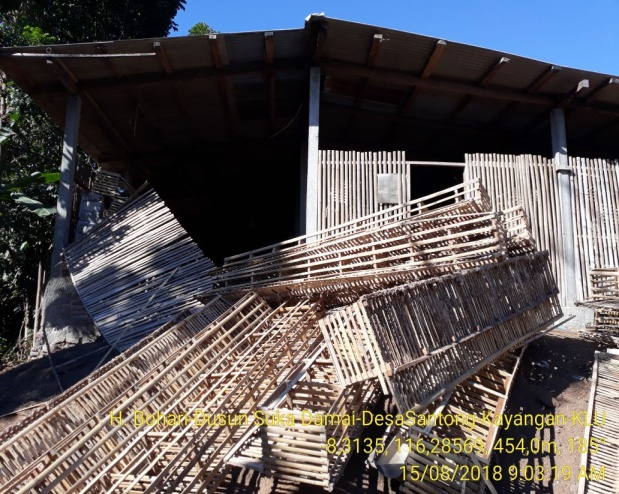 H. Burhan Dusun Suka Damai-DesaSantong-Kayangan KLU
8,3135, 116,28569, 454,0m, 185°
15/08/2018 9:03:19 AM